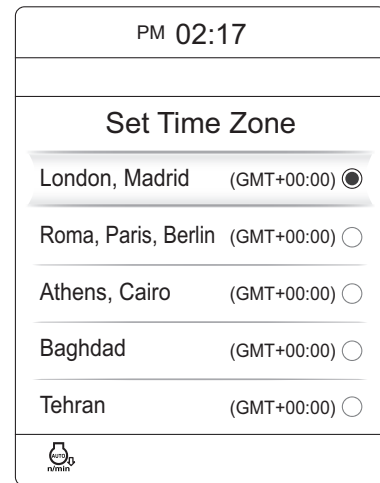 PM 02:17
Set Time Zone
London, Madrid (GMT+00:00)
Roma, Paris, Berlin (GMT+00:00)
Athens, Cairo (GMT+00:00)
Baghdad (GMT+00:00)
Tehran (GMT+00:00)
AUTO
n/min